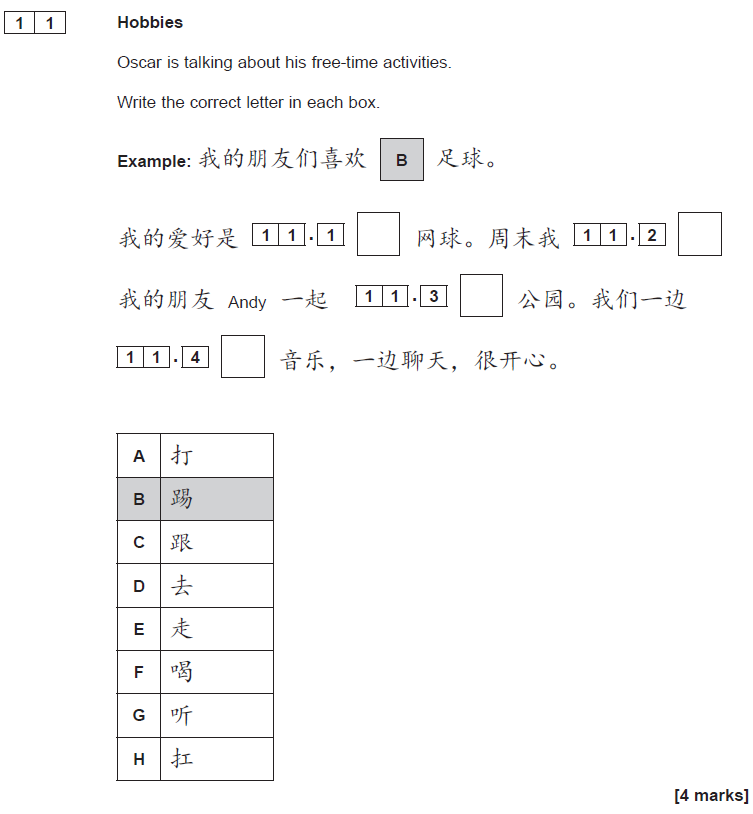 1 1 Hobbies
Oscar is talking about his free-time activities.
Write the correct letter in each box.
Example: 我的朋友们喜欢 B 足球。
我的爱好是 1 1 . 1 网球。周末我 1 1 . 2
我的朋友 Andy 一起 1 1 . 3 公园。我们一边
1 1 . 4 音乐，一边聊天，很开心。
A 打
B 踢
C 跟
D 去
E 走
F 喝
G 听
H 扛
[4 marks]